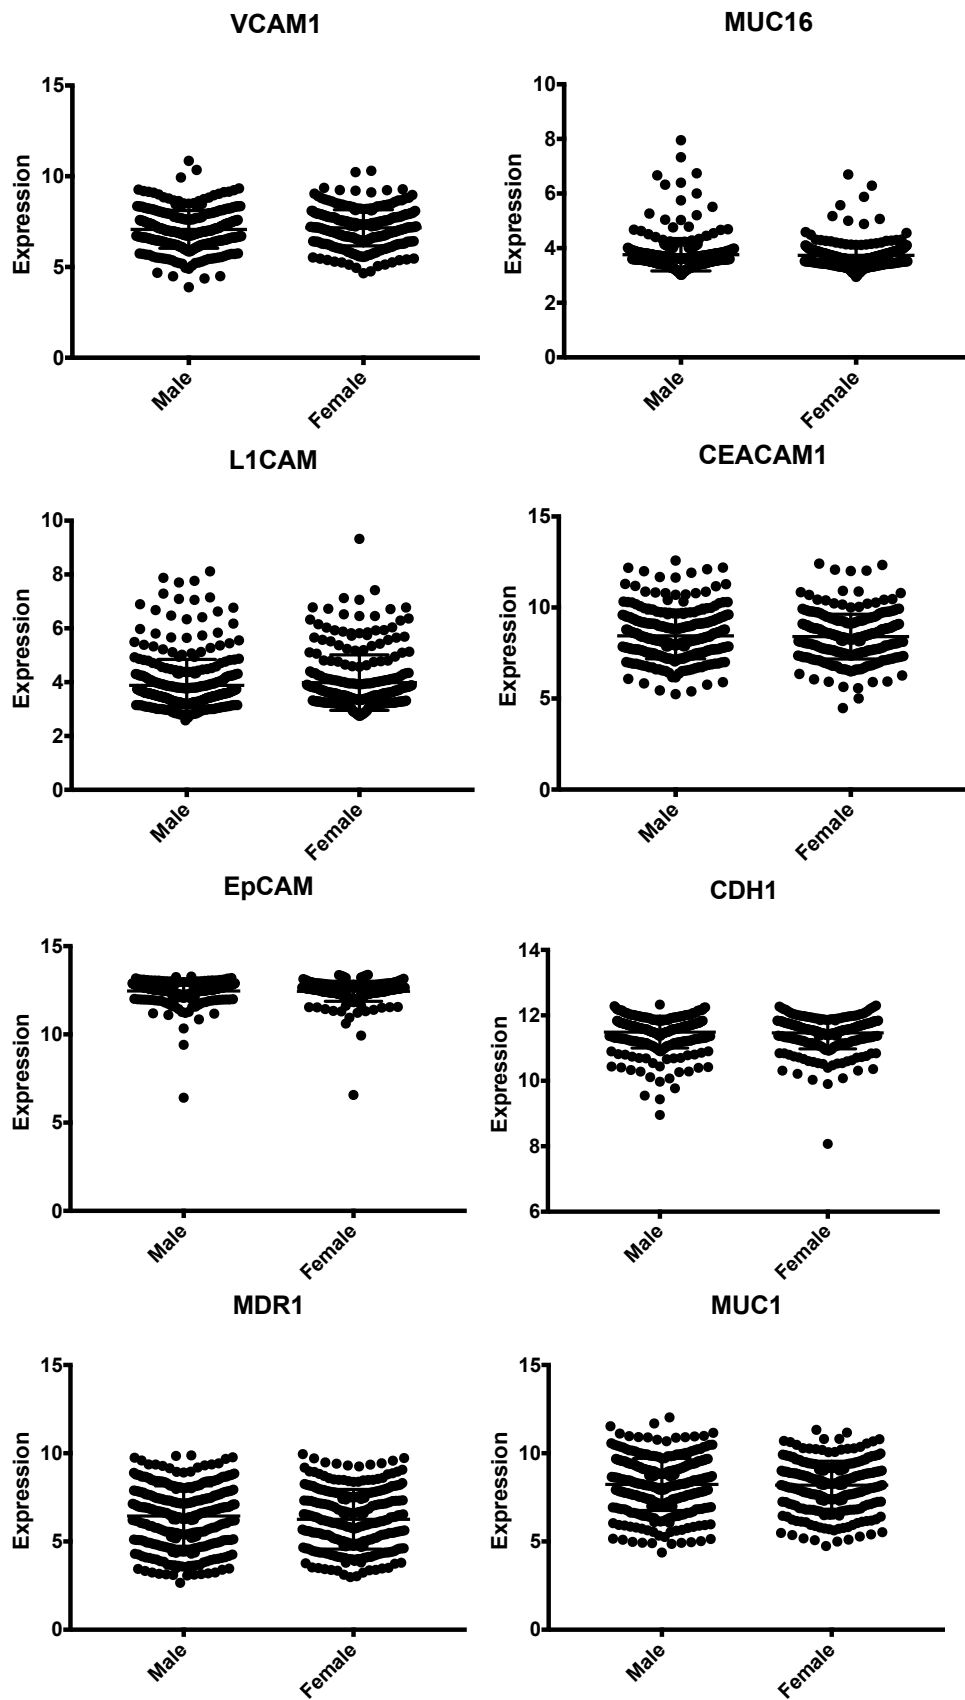 VCAM1
Expression
15
10
5
0
Male
Female
MUC16
Expression
10
8
6
4
2
0
Male
Female
L1CAM
Expression
10
8
6
4
2
0
Male
Female
CEACAM1
Expression
15
10
5
0
Male
Female
EpCAM
Expression
15
10
5
0
Male
Female
CDH1
Expression
14
12
10
8
6
Male
Female
MDR1
Expression
15
10
5
0
Male
Female
MUC1
Expression
15
10
5
0
Male
Female